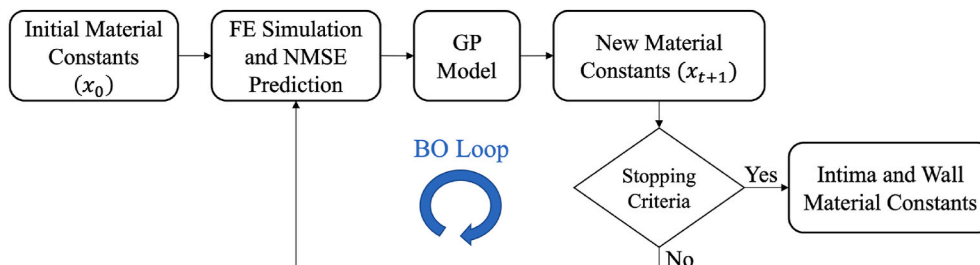 Initial Material
Constants
(x₀)
FE Simulation
and NMSE
Prediction
GP
Model
New Material
Constants (xₜ₊₁)
BO Loop
Stopping
Criteria
Yes
Intima and Wall
Material Constants
No